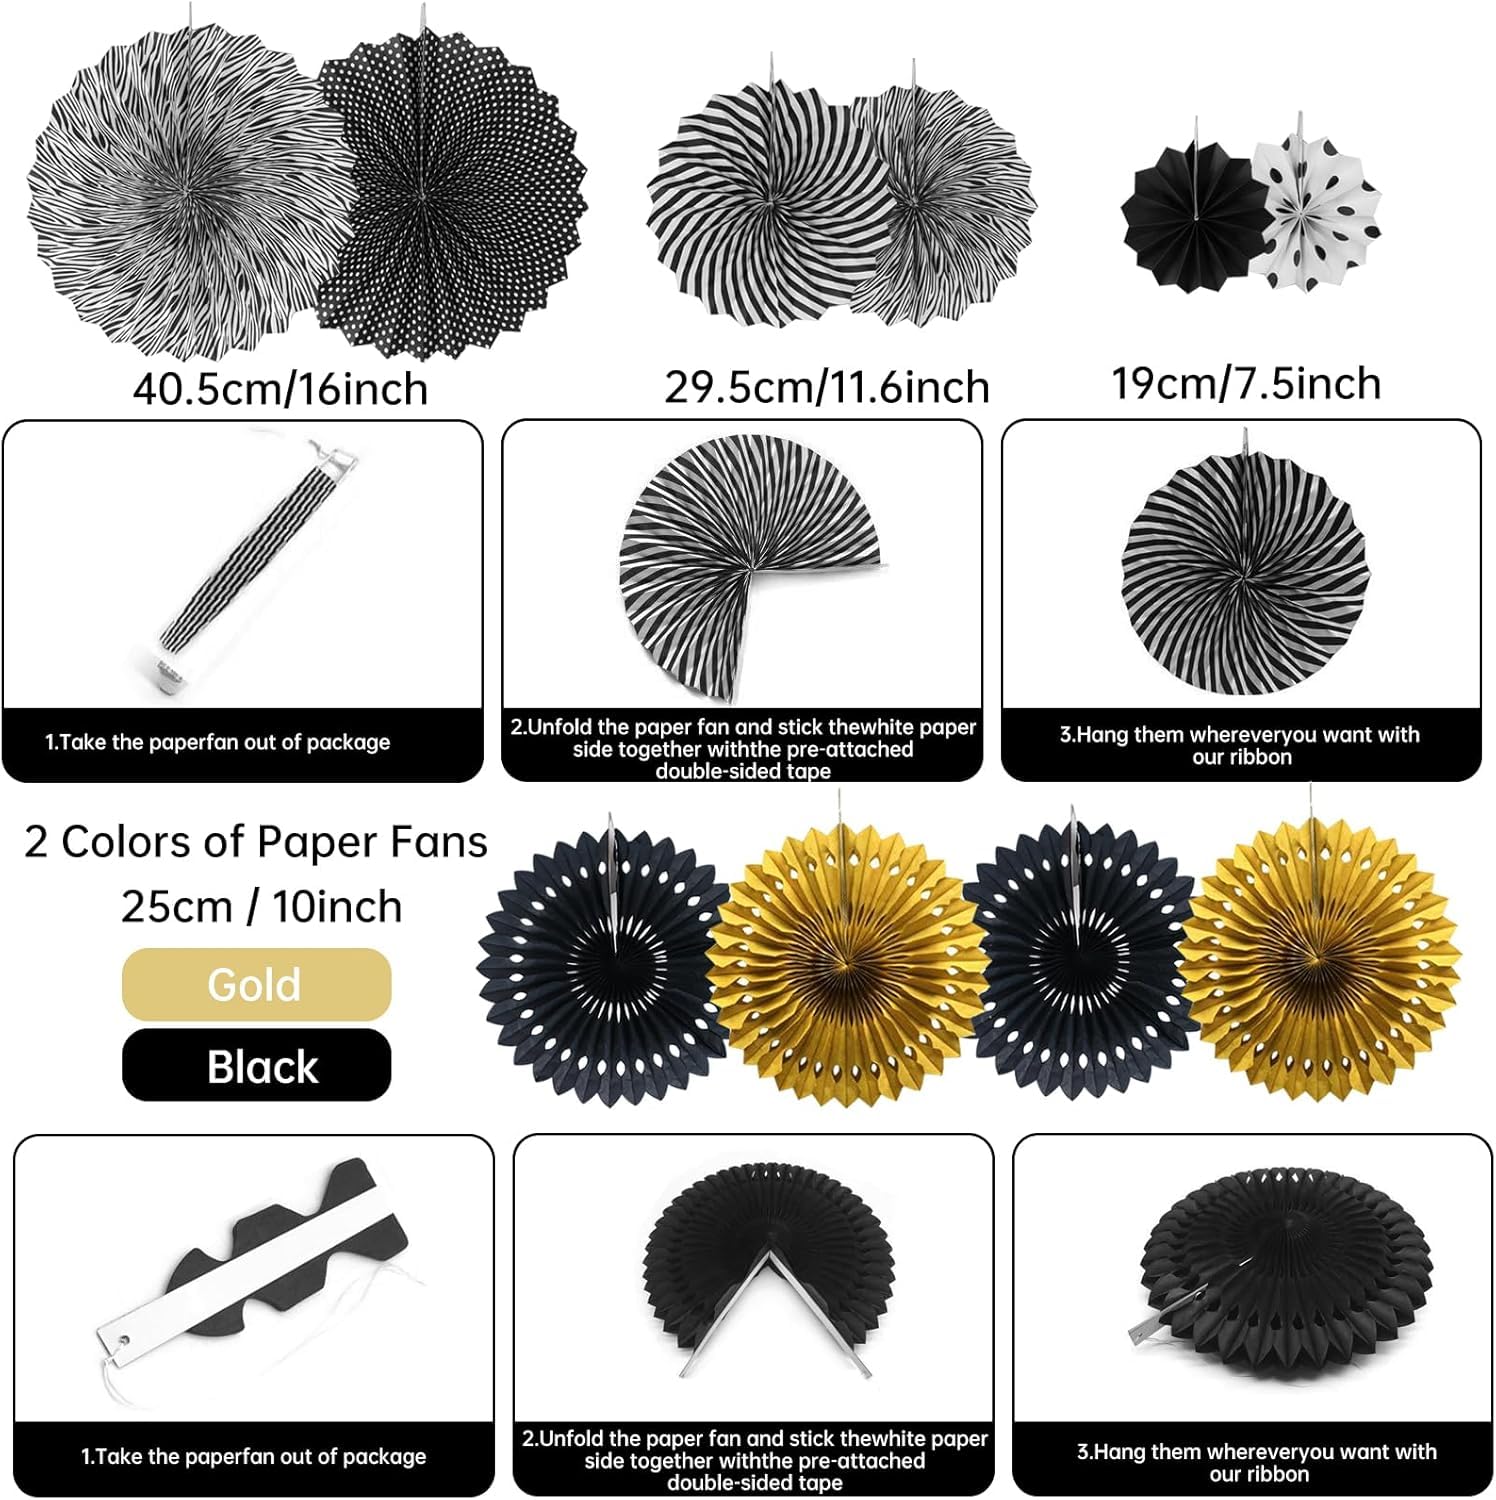 40.5cm/16inch
29.5cm/11.6inch
19cm/7.5inch
1.Take the paperfan out of package
2.Unfold the paper fan and stick thewhite paper
side together withthe pre-attached
double-sided tape
3.Hang them whereveryou want with
our ribbon
2 Colors of Paper Fans
25cm / 10inch
Gold
Black
1.Take the paperfan out of package
2.Unfold the paper fan and stick thewhite paper
side together withthe pre-attached
double-sided tape
3.Hang them whereveryou want with
our ribbon